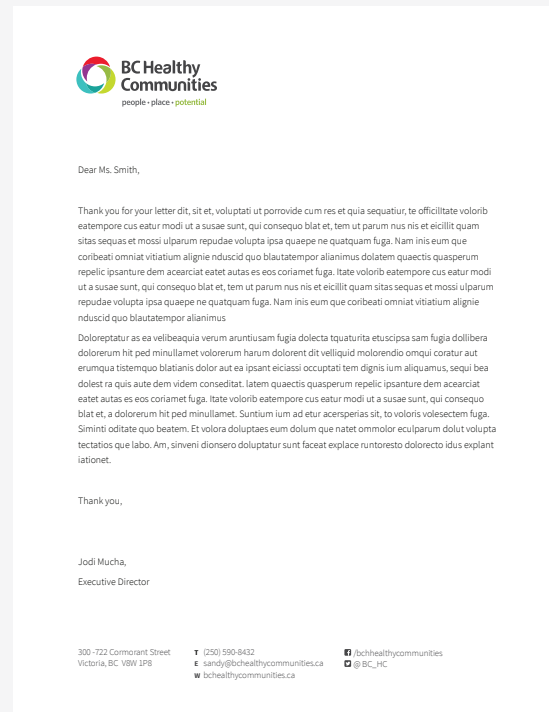 BC Healthy
Communities
people • place • potential
Dear Ms. Smith,
Thank you for your letter dit, sit et, voluptati ut porrovide cum res et quia sequatiur, te officilitate volorib
eatempore cus eatur modi ut a susae sunt, qui consequo blat et, tem ut parum nus nis et eicillit quam
sitas sequas et mossi ulparum repudae volupta ipsa quaepe ne quatquam fuga. Nam inis eum que
coribeati omniat vitiatium alignie nduscid quo blautatempor alianimus dolatem quaectis quasperum
repelic ipsanture dem acearciat eatet autas es eos coriamet fuga. Itate volorib eatempore cus eatur modi
ut a susae sunt, qui consequo blat et, tem ut parum nus nis et eicillit quam sitas sequas et mossi ulparum
repudae volupta ipsa quaepe ne quatquam fuga. Nam inis eum que coribeati omniat vitiatium alignie
nduscid quo blautatempor alianimus
Doloreptatur as ea velibeaquia verum aruntiusam fugia dolecta tquaturita etuscipsa sam fugia dollibera
dolorerum hit ped minullamet volorerum harum dolorent dit velliquid molorendio omqui coratur aut
erumqua tistemquo blatianis dolor aut ea ipsant eiciassi occuptati tem dignis ium aliquamus, sequi bea
dolest ra quis aute dem videm conseditat. latem quaectis quasperum repelic ipsanture dem acearciat
eatet autas es eos coriamet fuga. Itate volorib eatempore cus eatur modi ut a susae sunt, qui consequo
blat et, a dolorerum hit ped minullamet. Suntium ium ad etur acersperias sit, to voloris volesectem fuga.
Siminti oditate quo beatem. Et volora doluptaes eum dolum que natet ommolor eculparum dolut volupta
tectatios que labo. Am, sinveni dionsero doluptatur sunt faceat explace runtoresto dolorecto idus explant
iationet.
Thank you,
Jodi Mucha,
Executive Director
300 -722 Cormorant Street
Victoria, BC V8W 1P8
T (250) 590-8432
E sandy@bchealthycommunities.ca
W bchealthycommunities.ca
/bchhealthycommunities
@ BC_HC